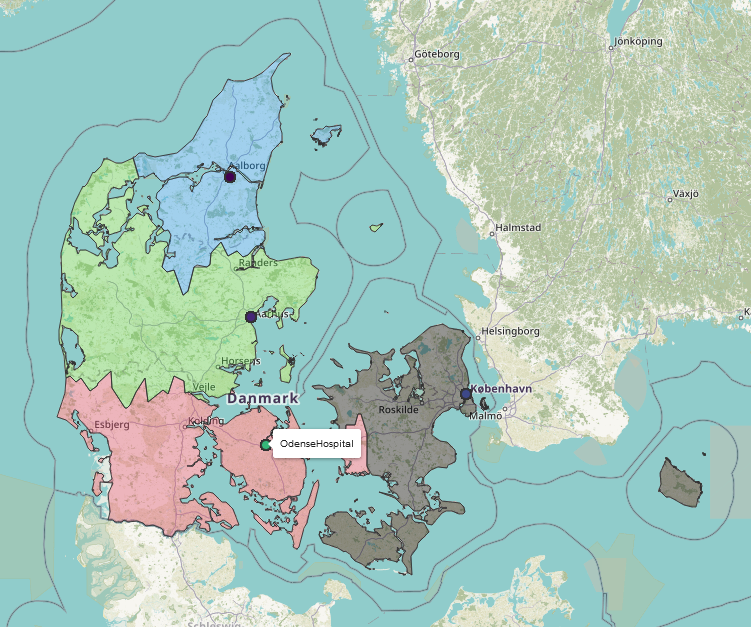 Göteborg
Jönköping
Aalborg
Växjö
Halmstad
Randers
Aarhus
Helsingborg
Horsens
Vejle
Danmark
København
Roskilde
Malmö
Kolding
Esbjerg
OdenseHospital
Schleswig